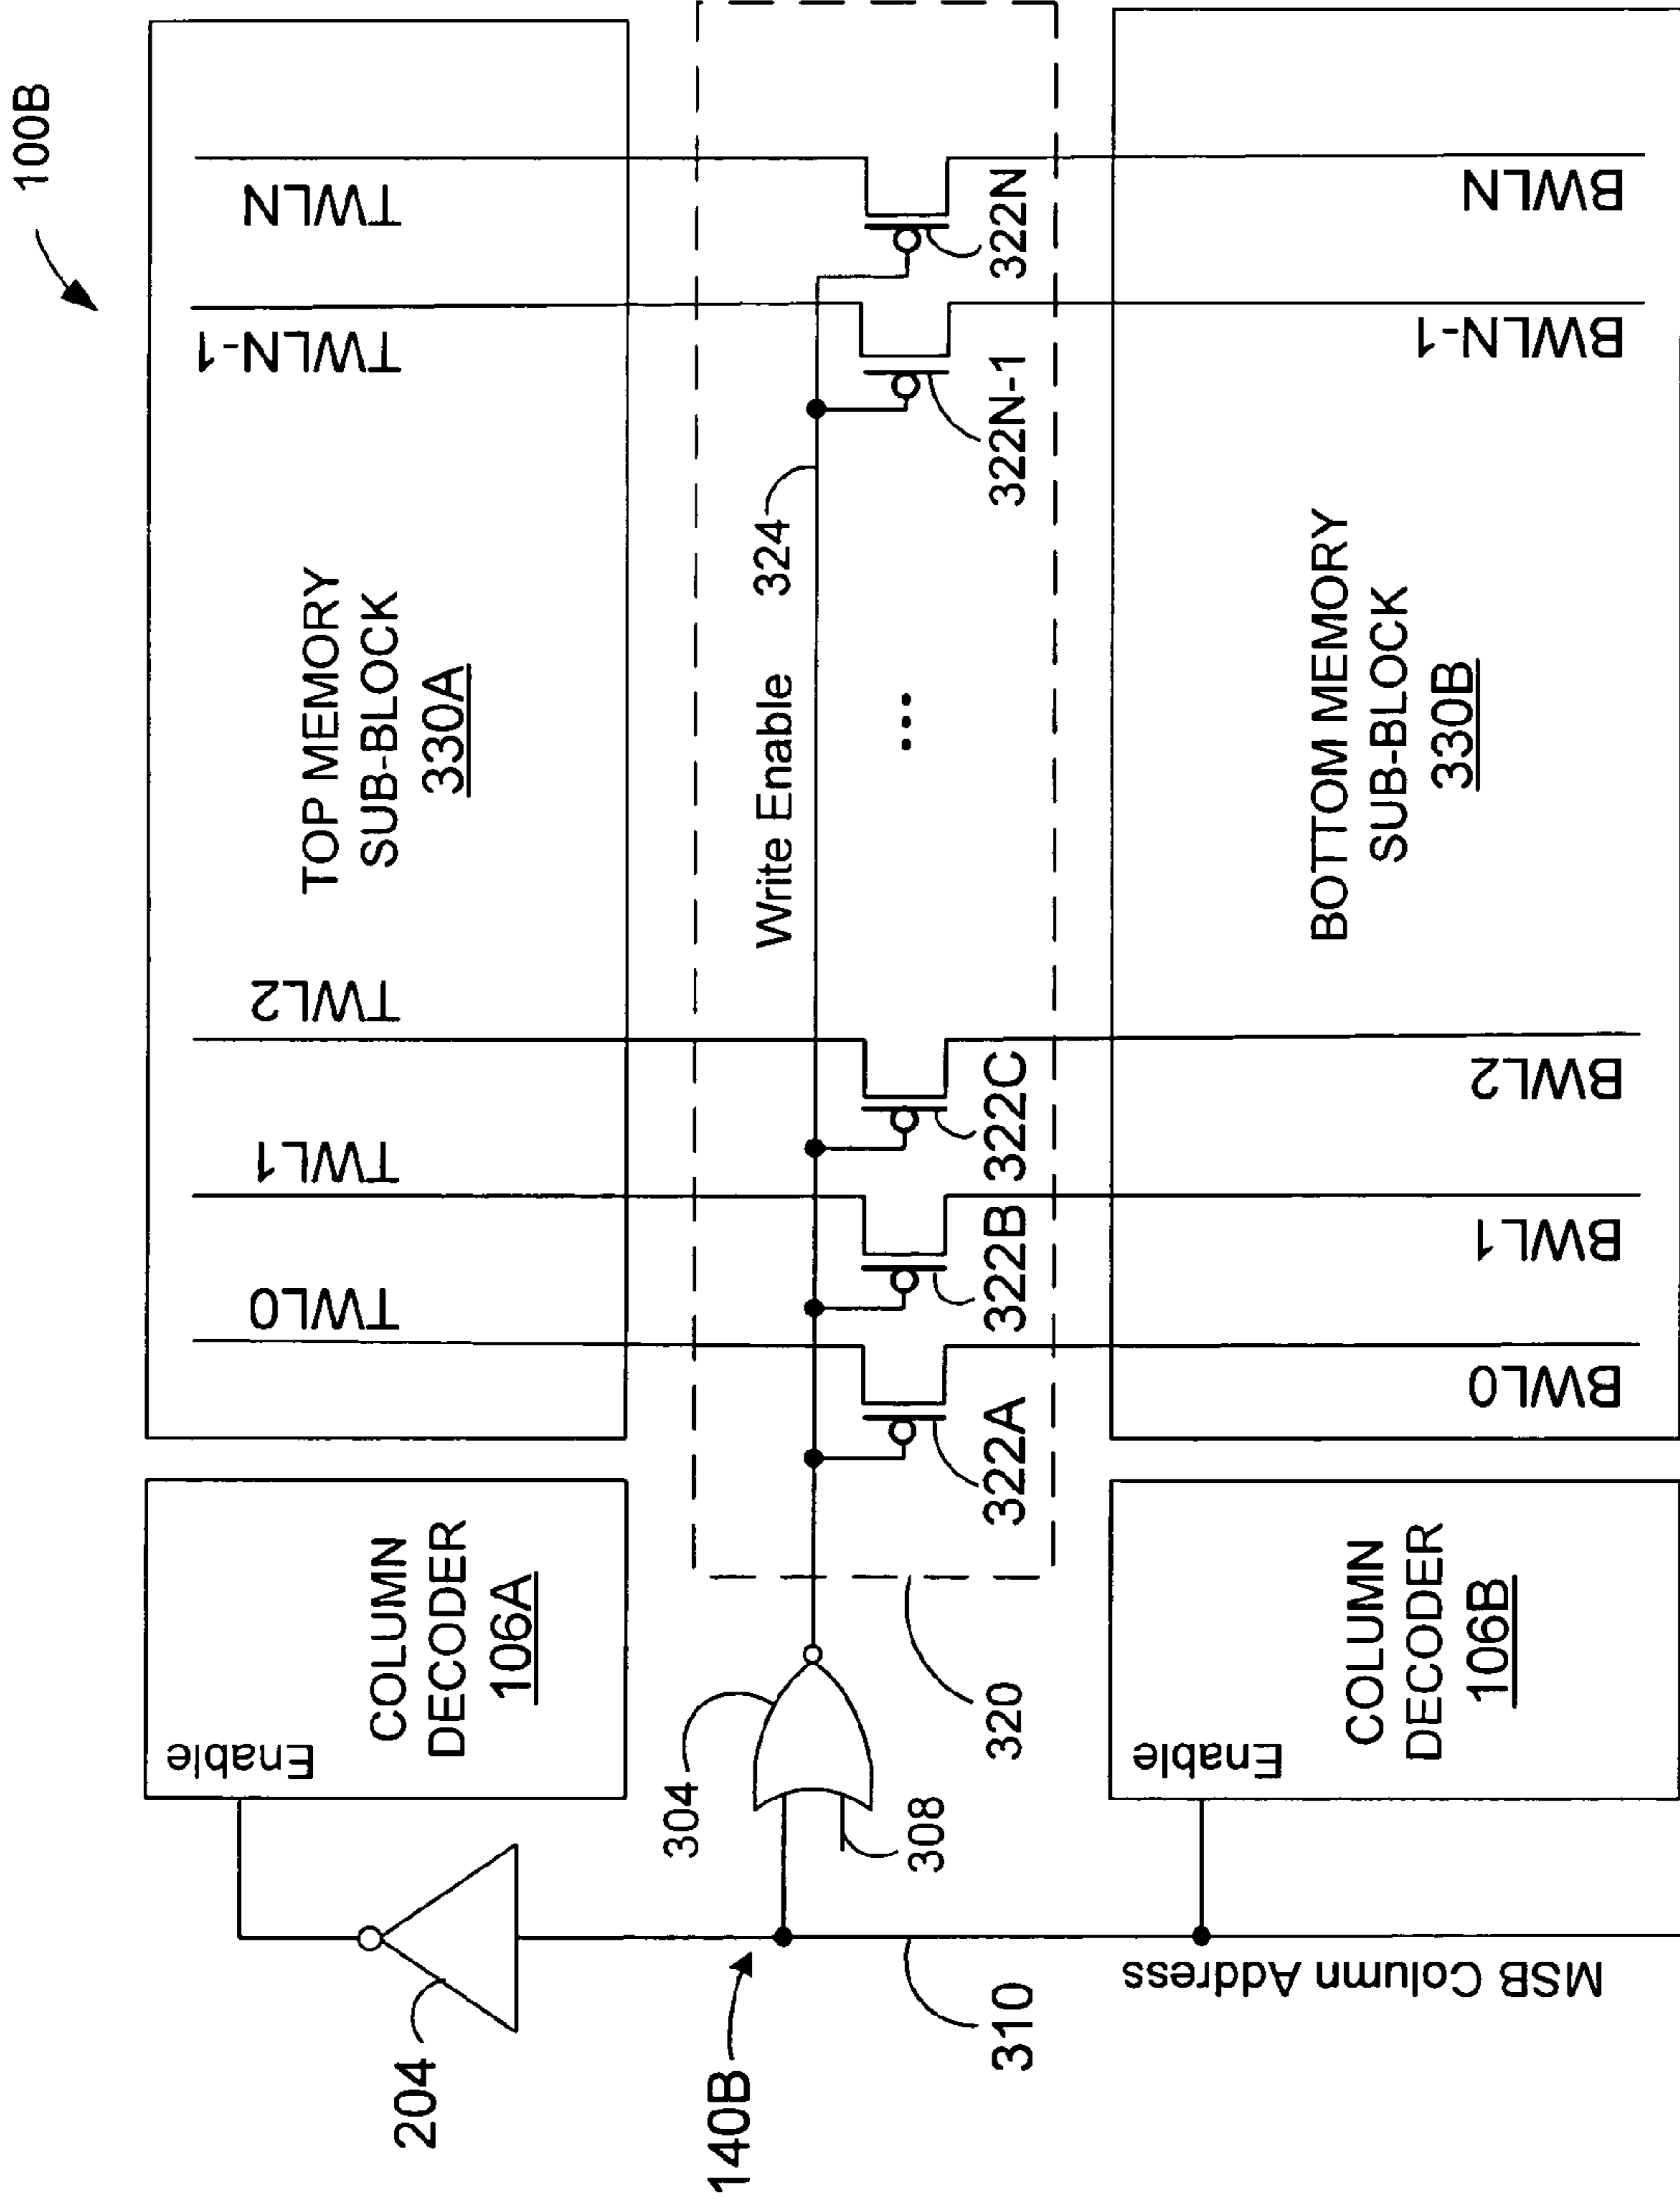 100B
204
Enable
COLUMN
DECODER
106A
TOP MEMORY
SUB-BLOCK
330A
TWL0
TWL1
TWL2
TWLN-1
TWLN
140B
304
308
310
320
Write Enable
324
...
322A
322B
322C
322N-1
322N
MSB Column Address
Enable
COLUMN
DECODER
106B
BOTTOM MEMORY
SUB-BLOCK
330B
BWL0
BWL1
BWL2
BWLN-1
BWLN